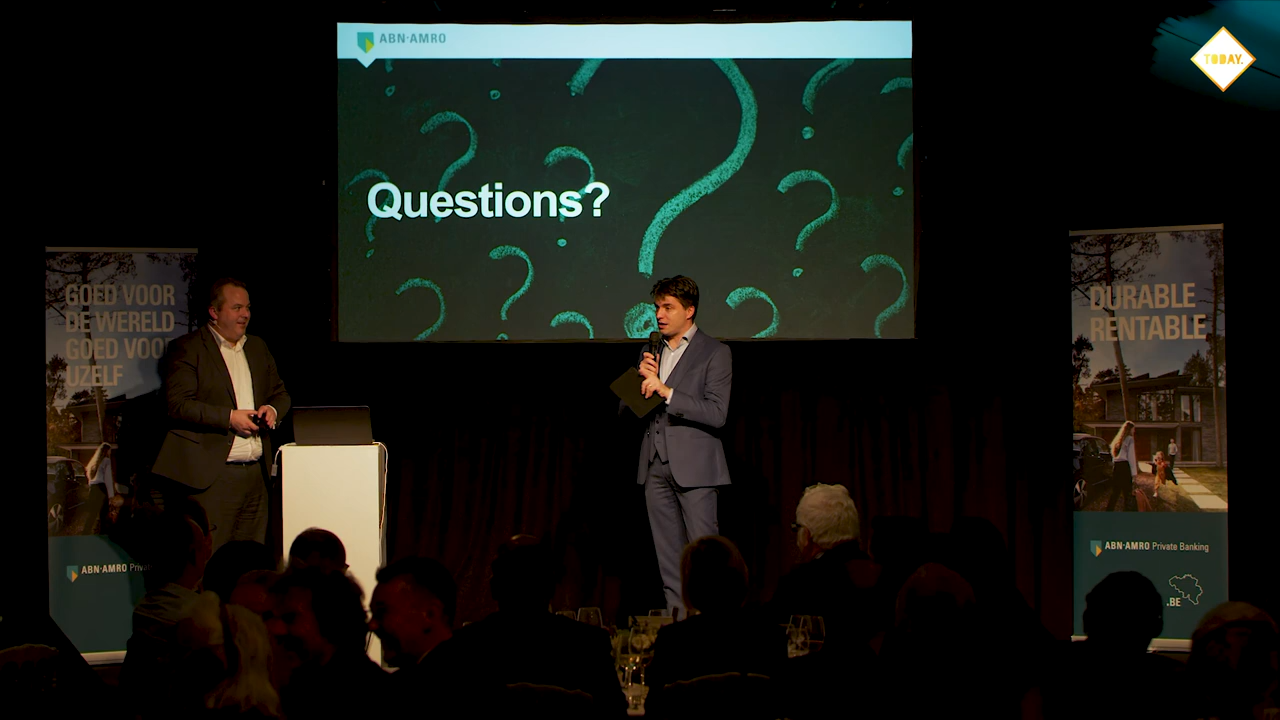 ABN·AMRO
TODAY.
Questions?
GOED VOOR
DE WERELD
GOED VOOR
UZELF
ABN·AMRO
DURABLE
RENTABLE
ABN·AMRO Private Banking
.BE